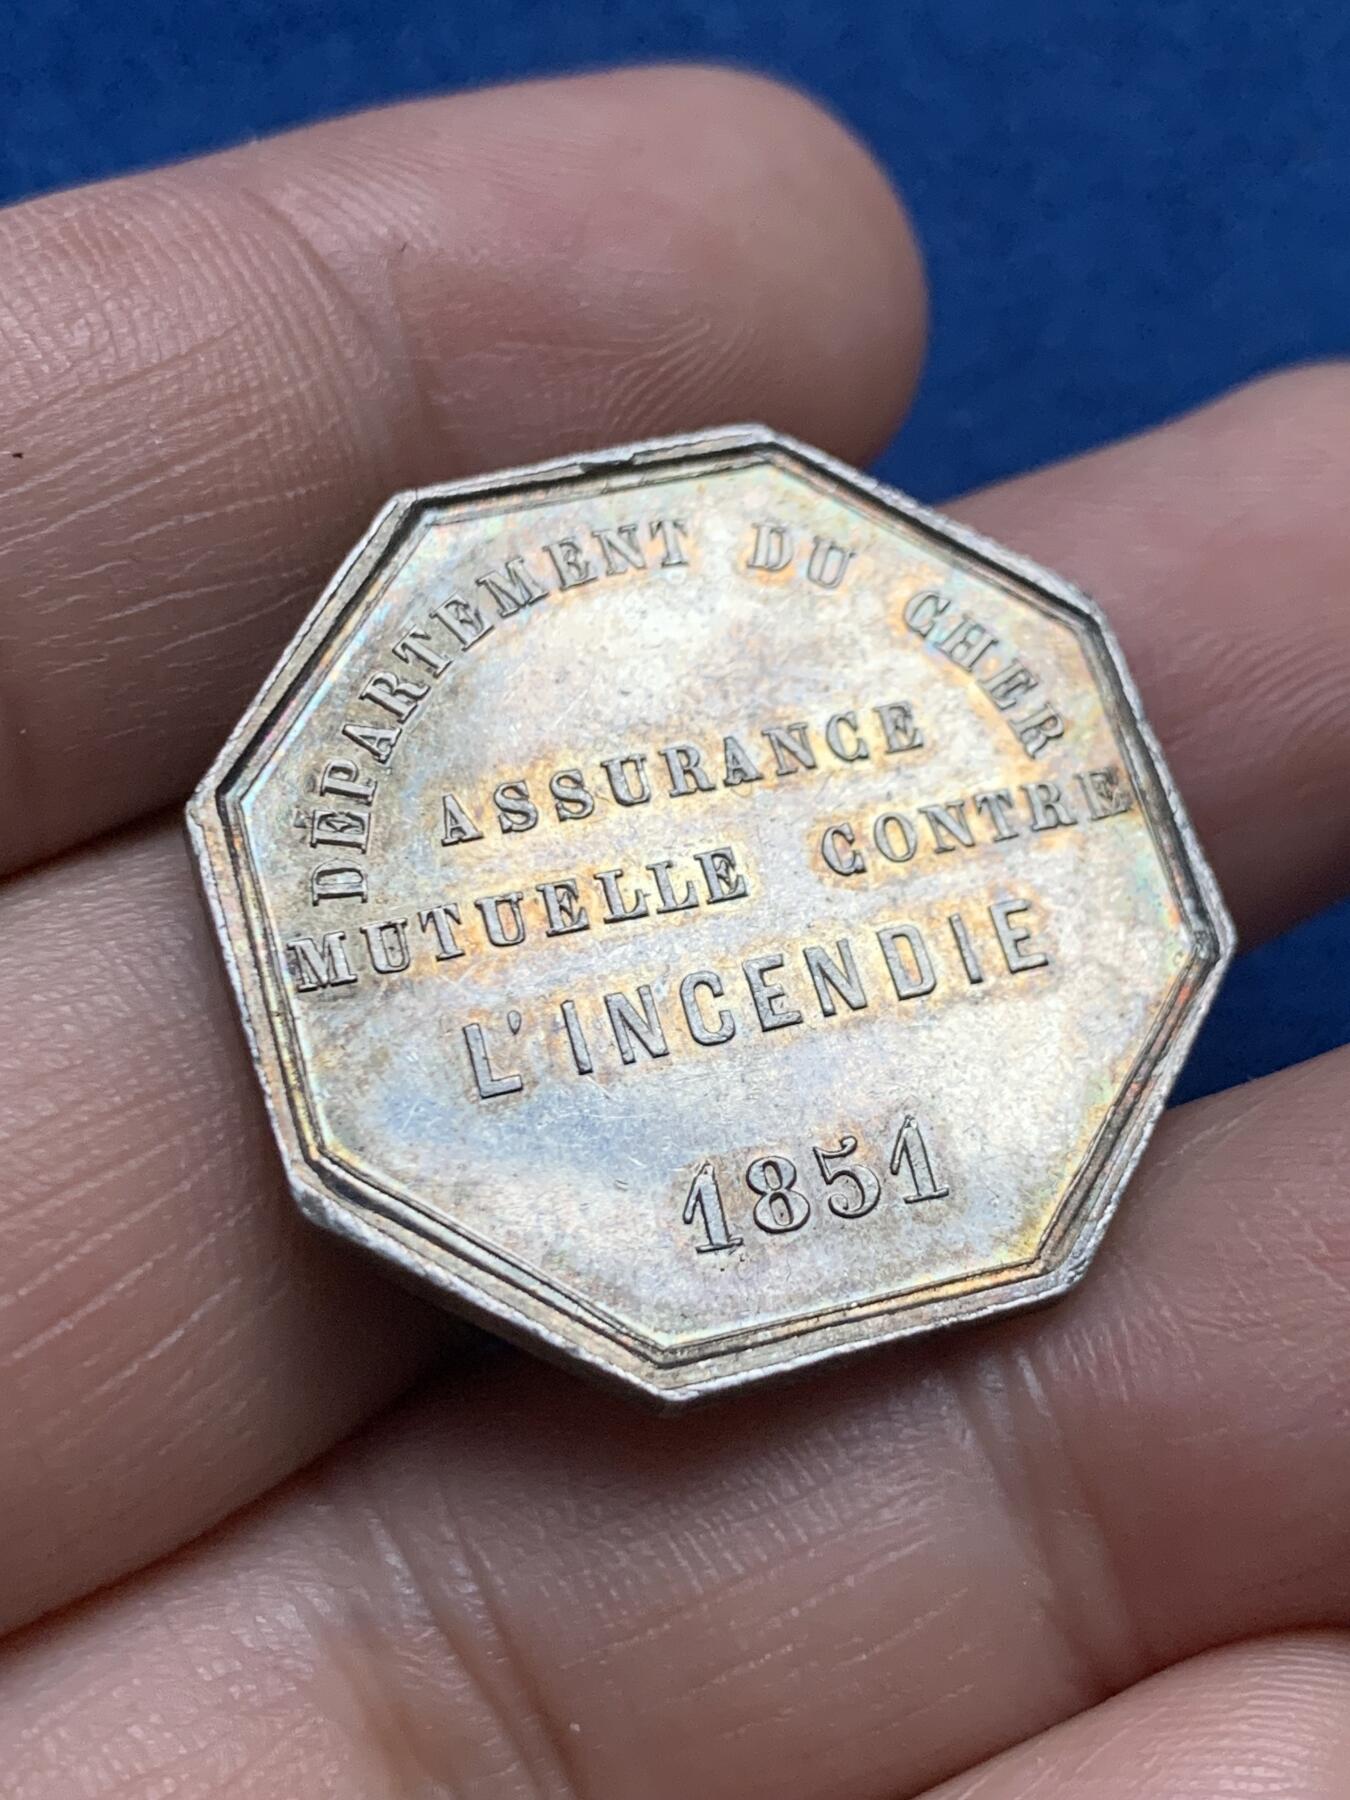 DÉPARTEMENT DU CHER
ASSURANCE
MUTUELLE CONTRE
L'INCENDIE
1851